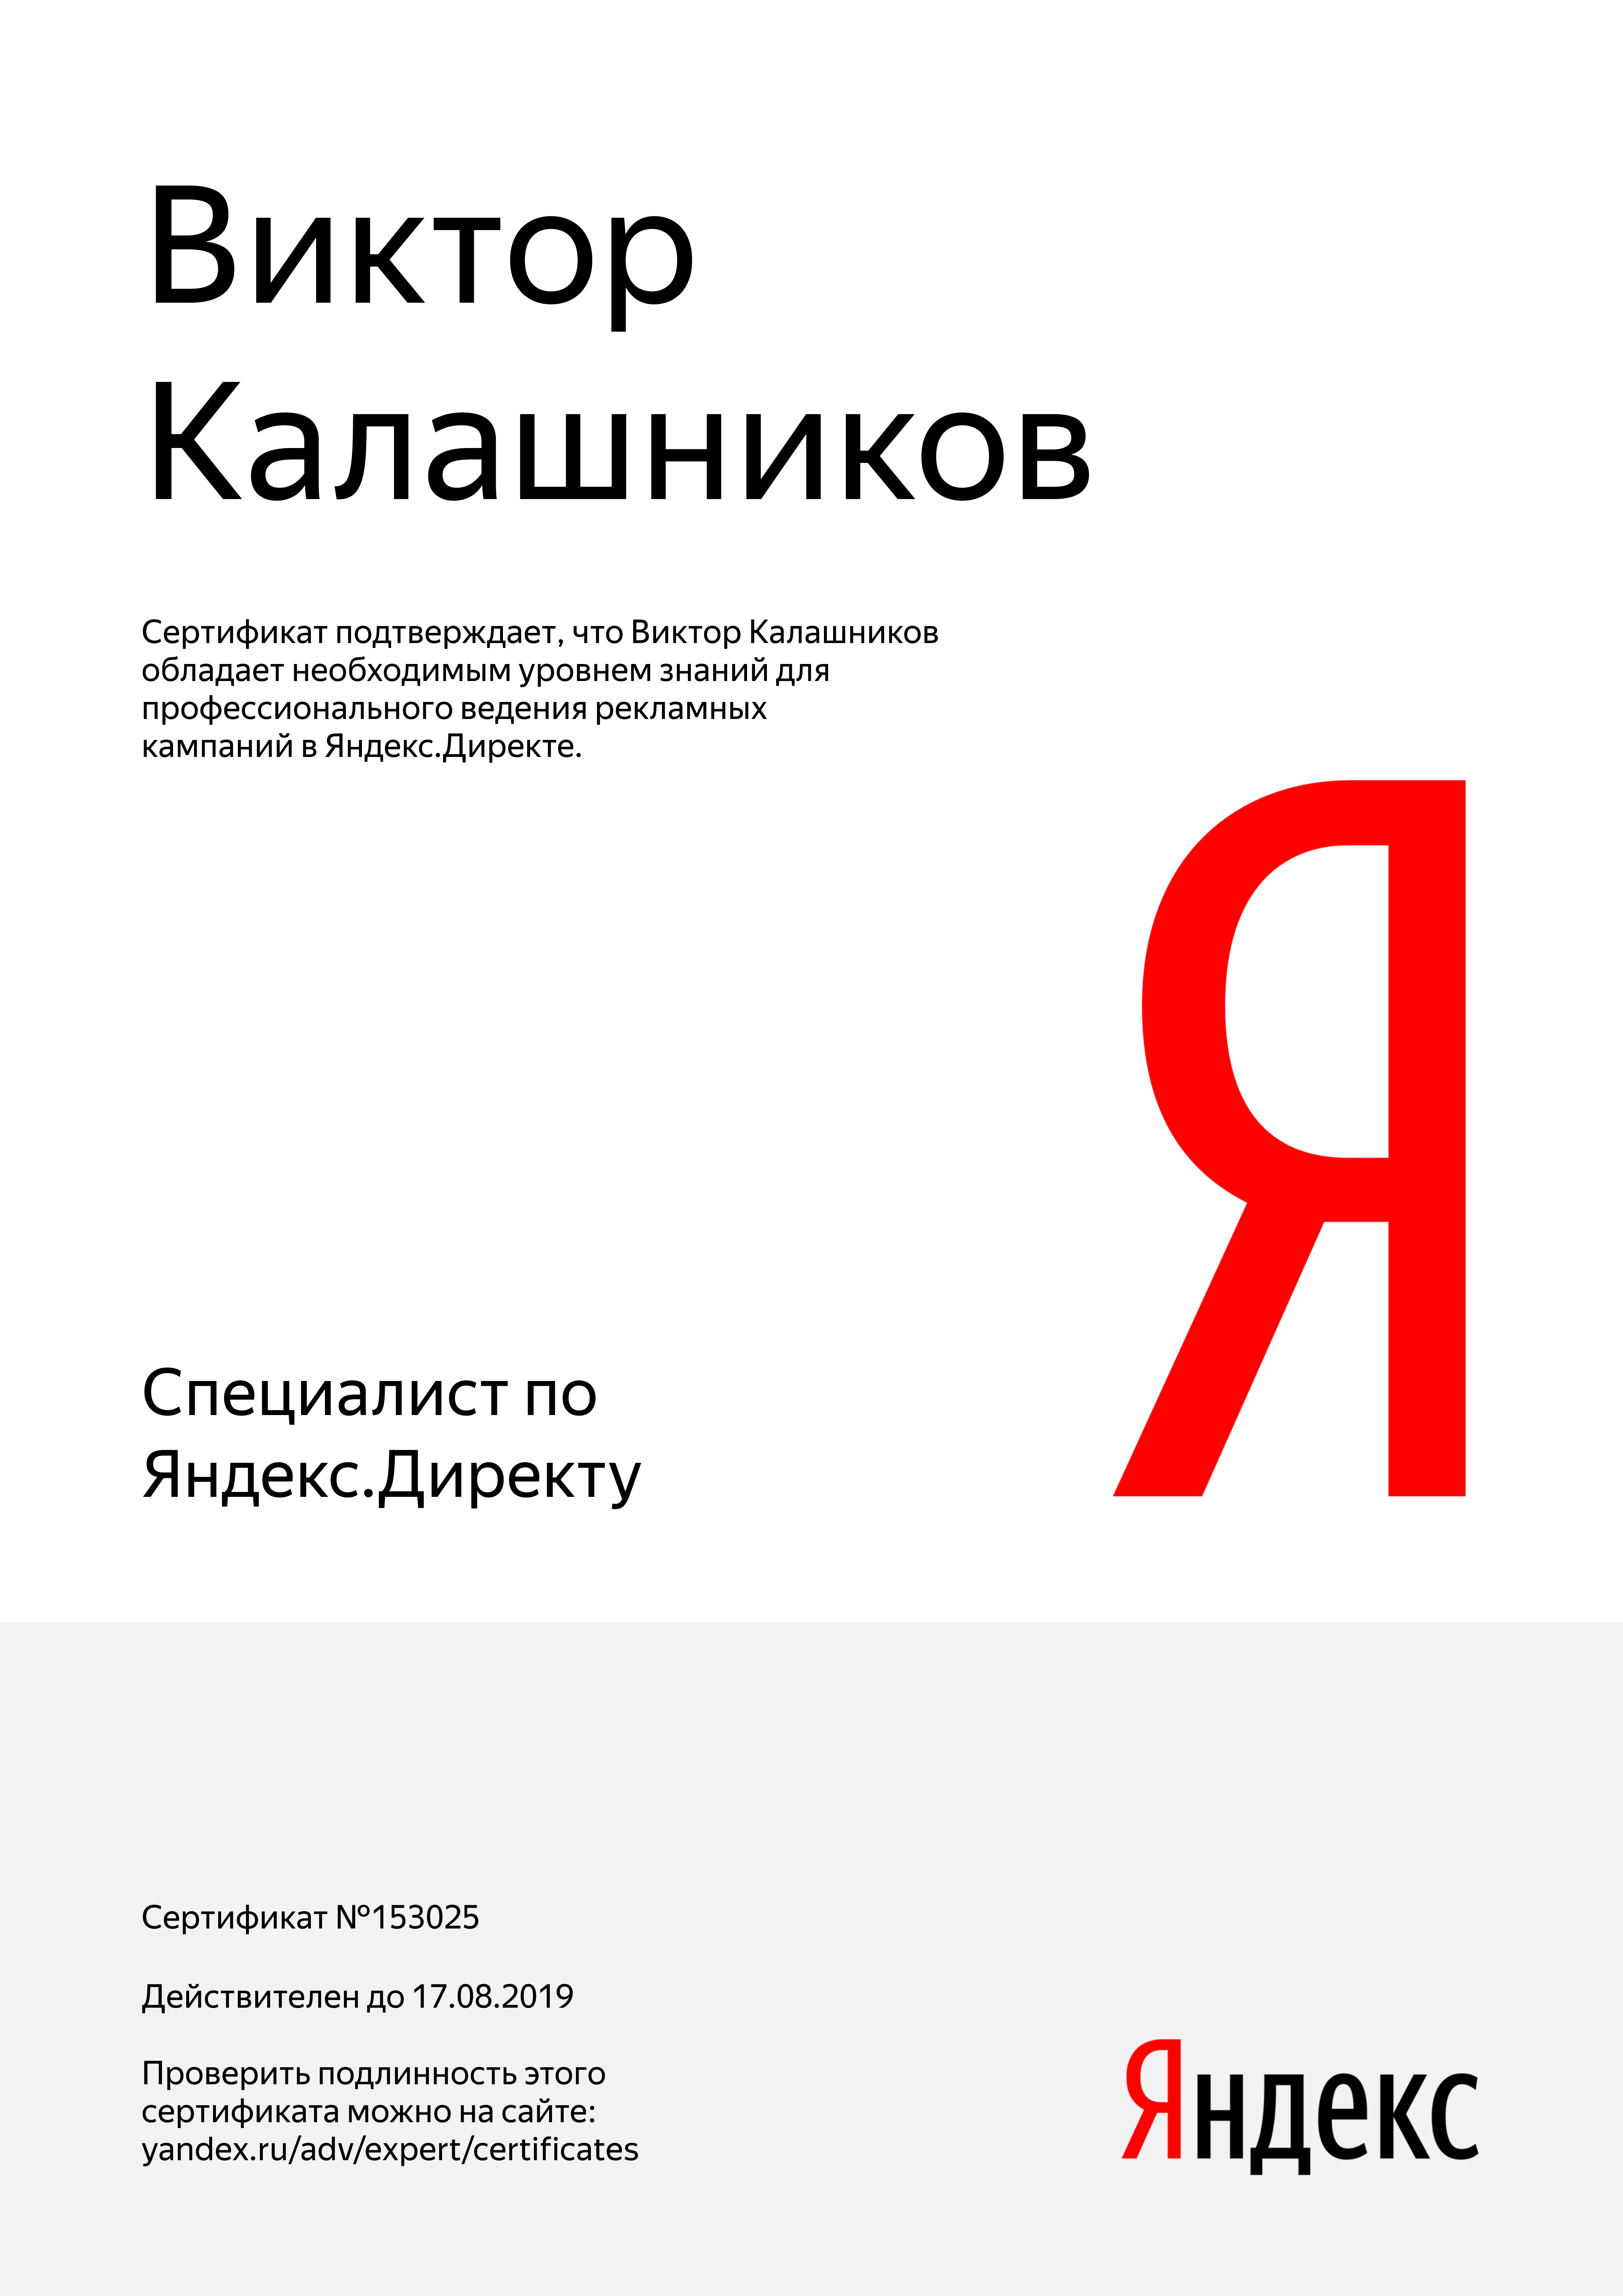 Виктор
Калашников
Сертификат подтверждает, что Виктор Калашников
обладает необходимым уровнем знаний для
профессионального ведения рекламных
кампаний в Яндекс.Директе.
Я
Специалист по
Яндекс.Директу
Сертификат №153025
Действителен до 17.08.2019
Проверить подлинность этого
сертификата можно на сайте:
yandex.ru/adv/expert/certificates
Яндекс